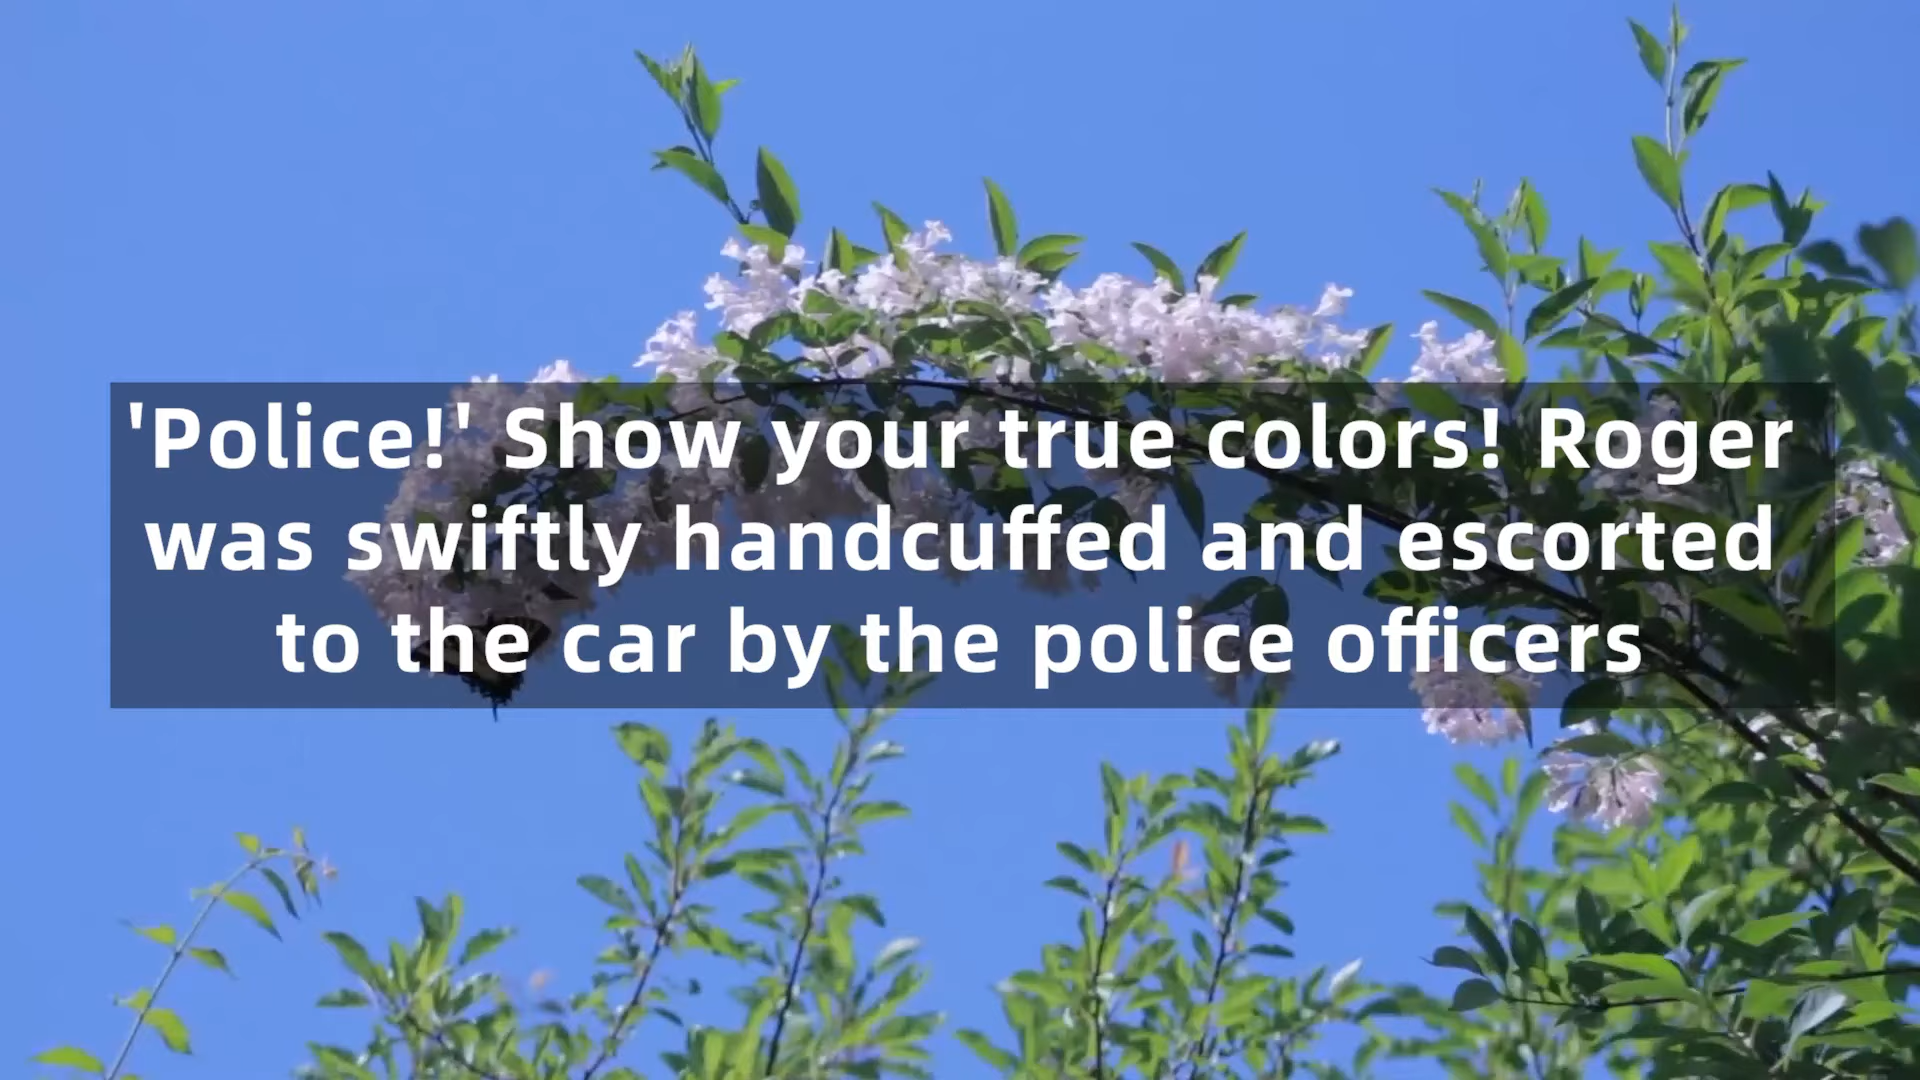 'Police!' Show your true colors! Roger
was swiftly handcuffed and escorted
to the car by the police officers